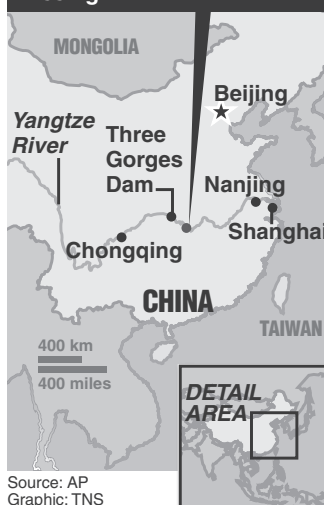 MONGOLIA
Beijing
Yangtze
River
Three
Gorges
Dam
Nanjing
Shanghai
Chongqing
CHINA
TAIWAN
400 km
400 miles
DETAIL
AREA
Source: AP
Graphic: TNS